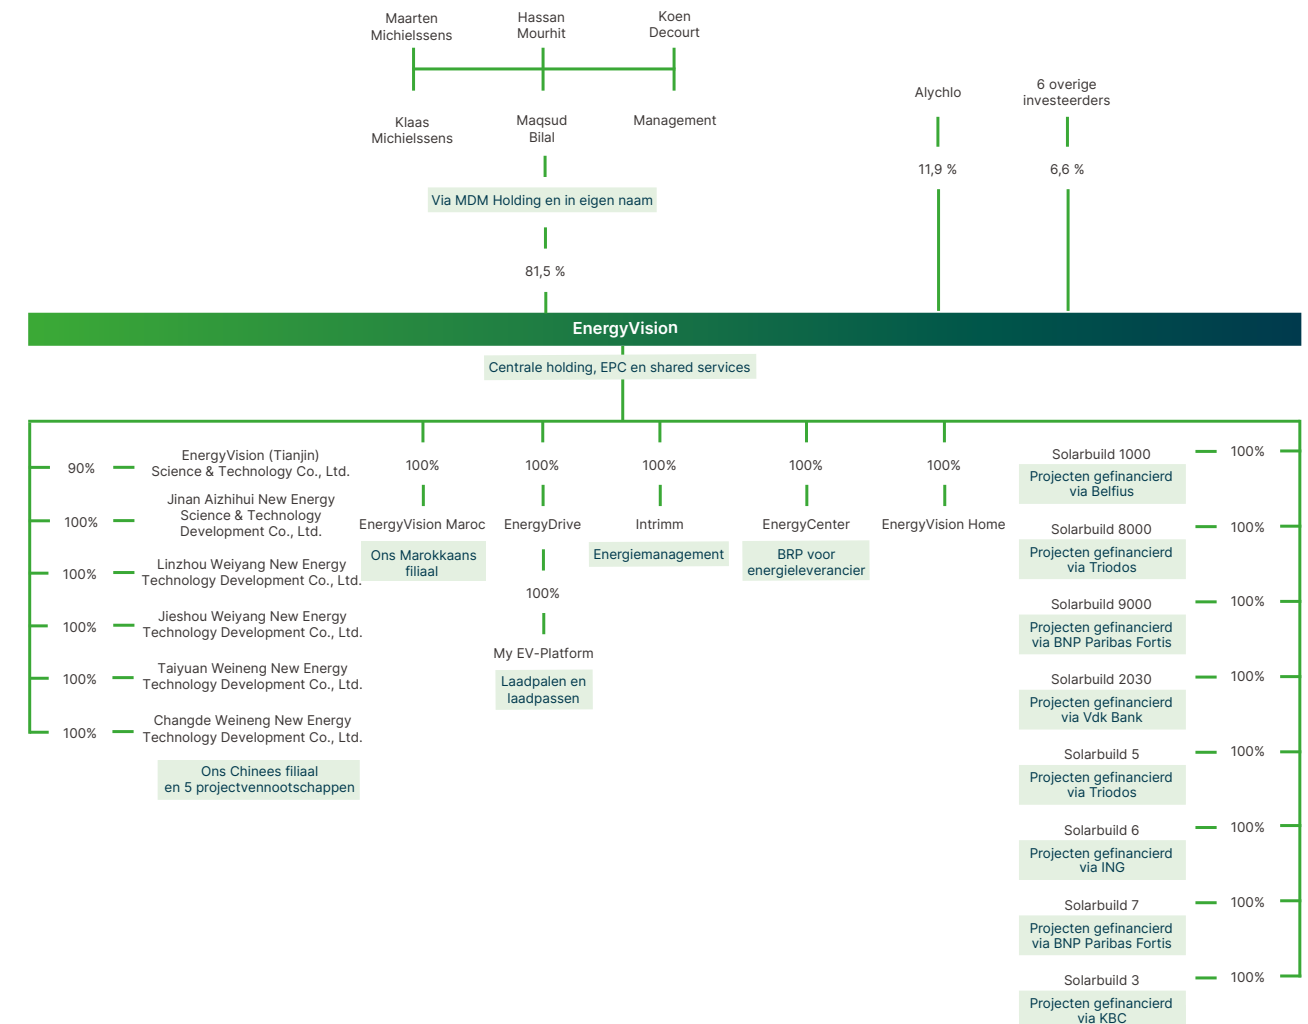 Maarten
Michielssens
Hassan
Mourhit
Koen
Decourt
Klaas
Michielssens
Maqsud
Bilal
Management
Via MDM Holding en in eigen naam
81,5 %
Alychlo
11,9 %
6 overige
investeerders
6,6 %
EnergyVision
Centrale holding, EPC en shared services
90%
EnergyVision (Tianjin)
Science & Technology Co., Ltd.
100%
Jinan Aizhihui New Energy
Science & Technology
Development Co., Ltd.
100%
Linzhou Weiyang New Energy
Technology Development Co., Ltd.
100%
Jieshou Weiyang New Energy
Technology Development Co., Ltd.
100%
Taiyuan Weineng New Energy
Technology Development Co., Ltd.
100%
Changde Weineng New Energy
Technology Development Co., Ltd.
Ons Chinees filiaal
en 5 projectvennootschappen
100%
EnergyVision Maroc
Ons Marokkaans
filiaal
100%
EnergyDrive
100%
My EV-Platform
Laadpalen en
laadpassen
100%
Intrimm
Energiemanagement
100%
EnergyCenter
BRP voor
energieleverancier
100%
EnergyVision Home
Solarbuild 1000
100%
Projecten gefinancierd
via Belfius
Solarbuild 8000
100%
Projecten gefinancierd
via Triodos
Solarbuild 9000
100%
Projecten gefinancierd
via BNP Paribas Fortis
Solarbuild 2030
100%
Projecten gefinancierd
via Vdk Bank
Solarbuild 5
100%
Projecten gefinancierd
via Triodos
Solarbuild 6
100%
Projecten gefinancierd
via ING
Solarbuild 7
100%
Projecten gefinancierd
via BNP Paribas Fortis
Solarbuild 3
100%
Projecten gefinancierd
via KBC